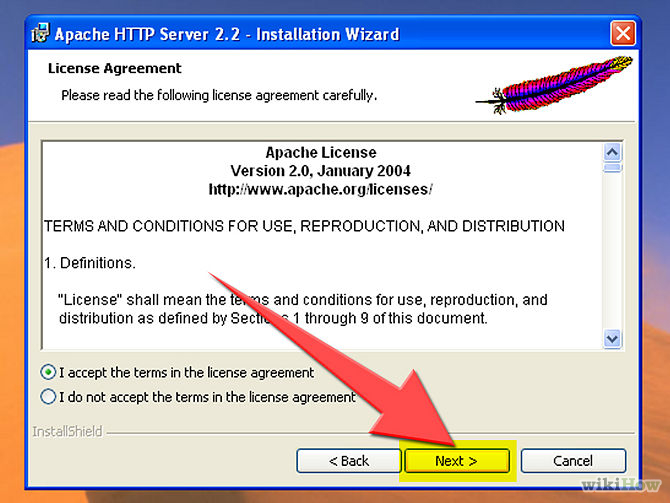 Apache HTTP Server 2.2 - Installation Wizard
License Agreement
Please read the following license agreement carefully.
Apache License
Version 2.0, January 2004
http://www.apache.org/licenses/
TERMS AND CONDITIONS FOR USE, REPRODUCTION, AND DISTRIBUTION
1. Definitions.
"License" shall mean the terms and conditions for use, reproduction, and
distribution as defined by Sections 1 through 9 of this document.
I accept the terms in the license agreement
I do not accept the terms in the license agreement
InstallShield
< Back
Next >
Cancel
wikiHow